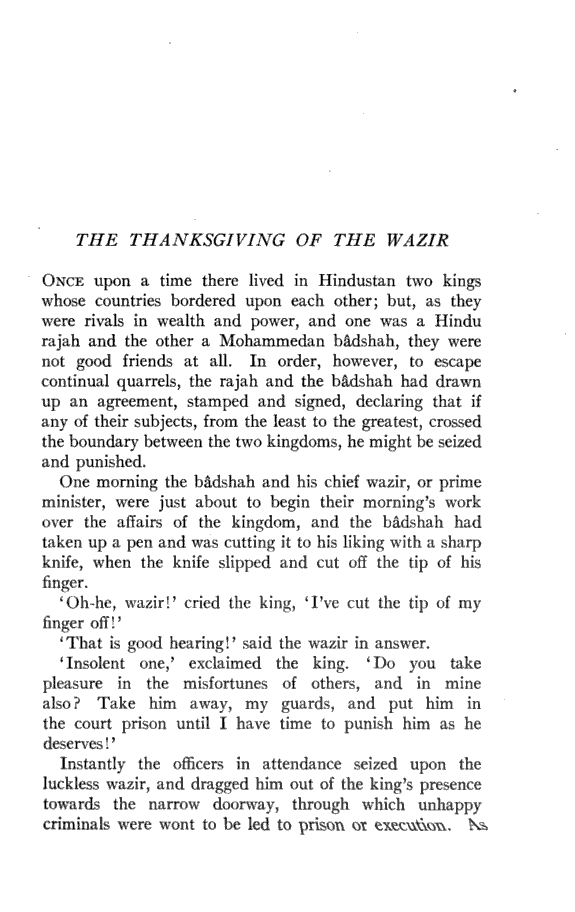 THE THANKSGIVING OF THE WAZIR
ONCE upon a time there lived in Hindustan two kings
whose countries bordered upon each other; but, as they
were rivals in wealth and power, and one was a Hindu
rajah and the other a Mohammedan bâdshah, they were
not good friends at all. In order, however, to escape
continual quarrels, the rajah and the bâdshah had drawn
up an agreement, stamped and signed, declaring that if
any of their subjects, from the least to the greatest, crossed
the boundary between the two kingdoms, he might be seized
and punished.
One morning the bâdshah and his chief wazir, or prime
minister, were just about to begin their morning's work
over the affairs of the kingdom, and the bâdshah had
taken up a pen and was cutting it to his liking with a sharp
knife, when the knife slipped and cut off the tip of his
finger.
‘Oh-he, wazir!’ cried the king, ‘I've cut the tip of my
finger off!’
‘That is good hearing!’ said the wazir in answer.
‘Insolent one,’ exclaimed the king. ‘Do you take
pleasure in the misfortunes of others, and in mine
also? Take him away, my guards, and put him in
the court prison until I have time to punish him as he
deserves!’
Instantly the officers in attendance seized upon the
luckless wazir, and dragged him out of the king's presence
towards the narrow doorway, through which unhappy
criminals were wont to be led to prison or execution. As